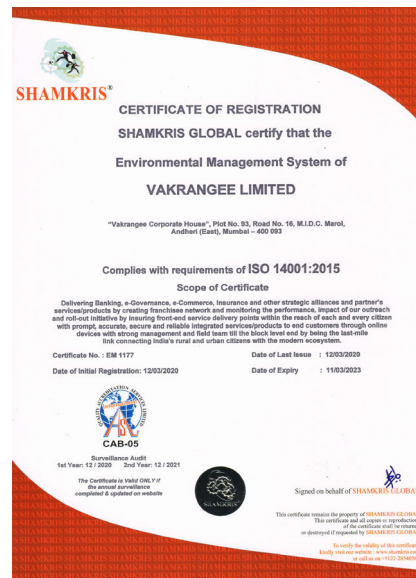 SHAMKRIS®
CERTIFICATE OF REGISTRATION
SHAMKRIS GLOBAL certify that the
Environmental Management System of
VAKRANGEE LIMITED
"Vakrangee Corporate House", Plot No. 93, Road No. 16, M.I.D.C. Marol,
Andheri (East), Mumbai – 400 093
Complies with requirements of ISO 14001:2015
Scope of Certificate
Delivering Banking, e-Governance, e-Commerce, Insurance and other strategic alliances and partner's
services/products by creating franchisee network and monitoring the performance, impact of our outreach
and roll-out initiative by insuring front-end service delivery points within the reach of each and every citizen
with prompt, accurate, secure and reliable integrated services/products to end customers through online
devices with strong management and field team till the block level end by being the last-mile
link connecting India's rural and urban citizens with the modern ecosystem.
Certificate No. : EM 1177
Date of Last Issue : 12/03/2020
Date of Initial Registration: 12/03/2020
Date of Expiry : 11/03/2023
CAB-05
Surveillance Audit
1st Year: 12 / 2020 2nd Year: 12 / 2021
The Certificate is Valid ONLY if
the annual surveillance
completed & updated on website
SHAMKRIS
Signed on behalf of SHAMKRIS GLOBA
This certificate remains the property of SHAMKRIS GLOBA
This certificate and all copies or reproduction
of the certificate shall be return
or destroyed if requested by SHAMKRIS GLOBA
To verify the validity of this certificat
kindly visit our website : www.shamkris.co
or call us on +9122-